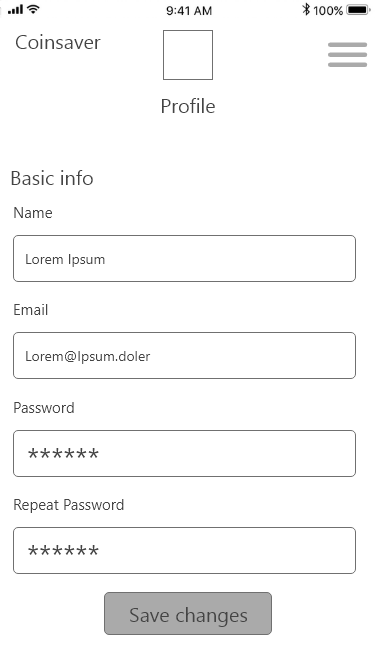 9:41 AM
100%
Coinsaver
Profile
Basic info
Name
Lorem Ipsum
Email
Lorem@Ipsum.doler
Password
******
Repeat Password
******
Save changes